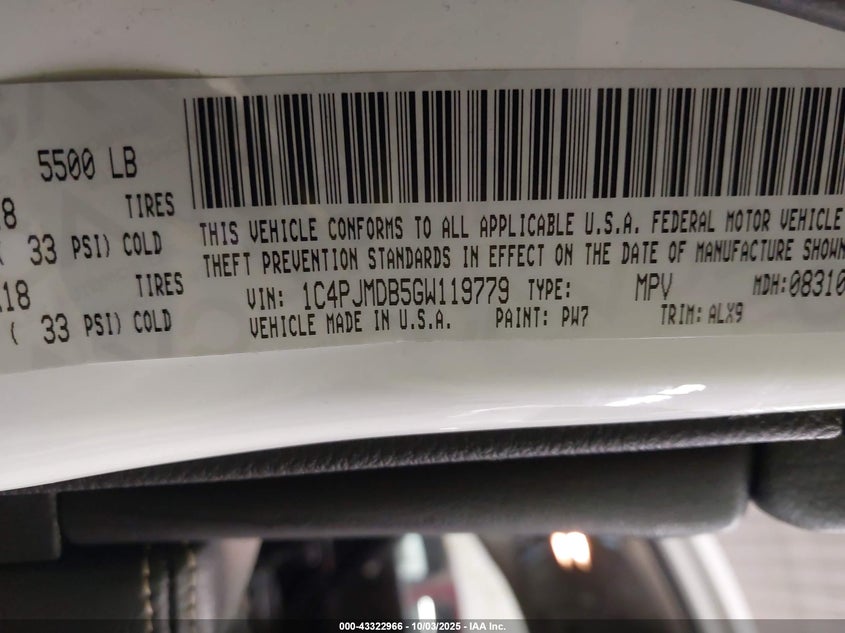 5500 LB
18 TIRES
( 33 PSI) COLD
18 TIRES
( 33 PSI) COLD
THIS VEHICLE CONFORMS TO ALL APPLICABLE U.S.A. FEDERAL MOTOR VEHICLE
THEFT PREVENTION STANDARDS IN EFFECT ON THE DATE OF MANUFACTURE SHOWN
VIN: 1C4PJMDB5GW119779 TYPE: MPV MDH:08310
VEHICLE MADE IN U.S.A. PAINT: PW7 TRIM: ALX9
000-43322966 - 10/03/2025 - IAA Inc.